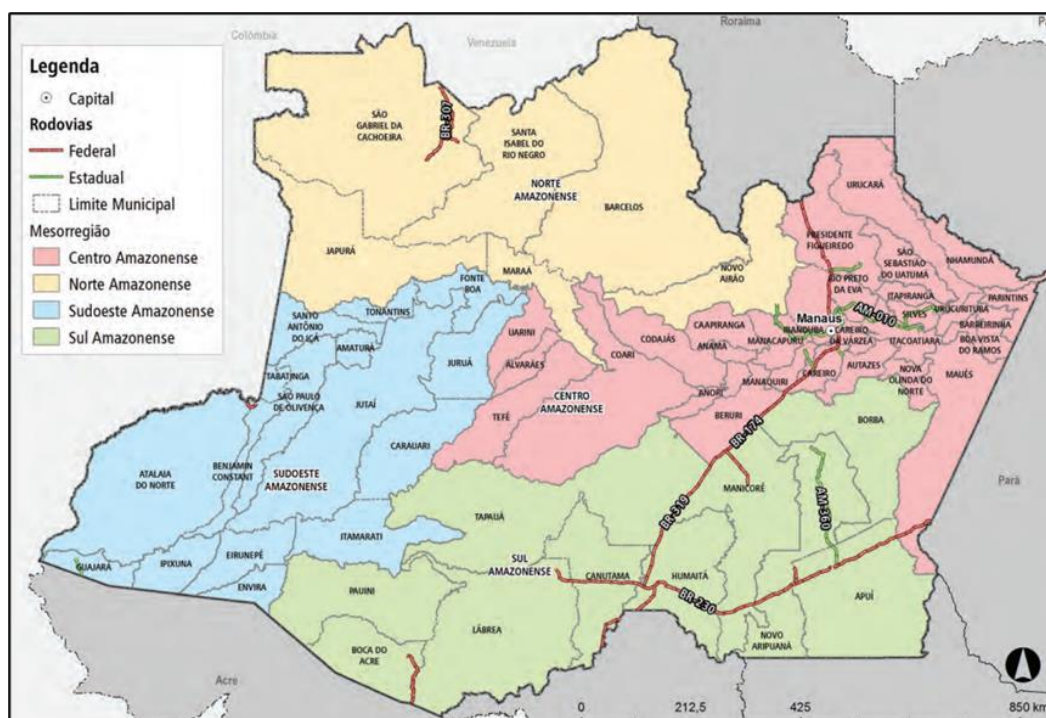 Colômbia
Venezuela
Roraima
Legenda
Capital
Rodovias
Federal
Estadual
Limite Municipal
Mesorregião
Centro Amazonense
Norte Amazonense
Sudoeste Amazonense
Sul Amazonense
SÃO
GABRIEL DA
CACHOEIRA
BR-307
SANTA
ISABEL DO
RIO NEGRO
NORTE
AMAZONENSE
BARCELOS
JAPURÁ
MARAÃ
NOVO
AIRÃO
URUCARÁ
PRESIDENTE
FIGUEIREDO
SÃO
SEBASTIÃO
DO UATUMÃ
NHAMUNDÁ
RIO PRETO
DA EVA
ITAPIRANGA
SILVES
URUCURITUBA
PARINTINS
AM-010
BARREIRINHA
BOA VISTA
DO RAMOS
Manaus
IRANDUBA
CAREIRO
DA VÁRZEA
ITACOATIARA
MAUÉS
FONTE
BOA
TONANTINS
SANTO
ANTÔNIO
DO IÇÁ
AMATURÁ
TABATINGA
SÃO PAULO
DE OLIVENÇA
JUTAÍ
JURUÁ
UARINI
ALVARÃES
TEFÉ
COARI
CODAJÁS
CAAPIRANGA
ANAMÃ
MANACAPURU
ANORI
MANAQUIRI
CAREIRO
AUTAZES
NOVA
OLINDA DO
NORTE
CENTRO
AMAZONENSE
BERURI
BR-174
BORBA
CARAUARI
ATALAIA
DO NORTE
BENJAMIN
CONSTANT
SUDOESTE
AMAZONENSE
MANICORÉ
AM-360
Pará
TAPAUÁ
BR-319
ITAMARATI
EIRUNEPÉ
IPIXUNA
GUAJARÁ
ENVIRA
SUL
AMAZONENSE
CANUTAMA
HUMAITÁ
BR-230
APUÍ
PAUINI
LÁBREA
NOVO
ARIPUANÃ
BOCA DO
ACRE
Acre
0 212,5 425 850 km